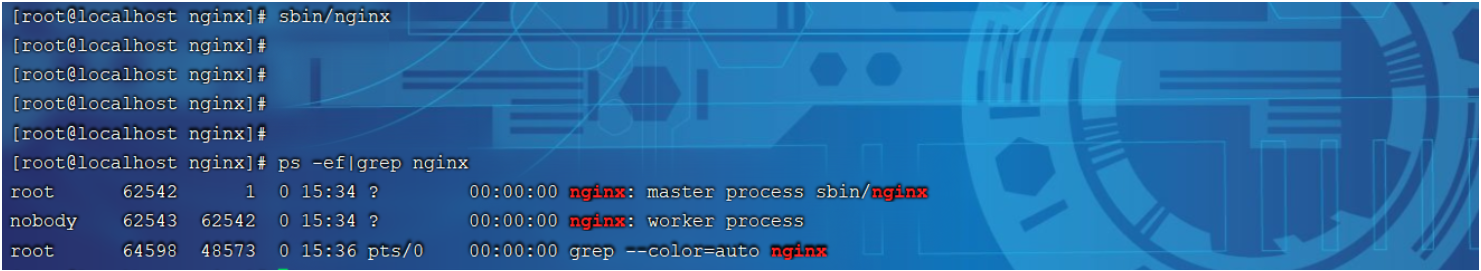 [root@localhost nginx]# sbin/nginx
[root@localhost nginx]#
[root@localhost nginx]#
[root@localhost nginx]#
[root@localhost nginx]#
[root@localhost nginx]# ps -ef|grep nginx
root      62542      1  0 15:34 ?        00:00:00 nginx: master process sbin/nginx
nobody    62543  62542  0 15:34 ?        00:00:00 nginx: worker process
root      64598  48573  0 15:36 pts/0    00:00:00 grep --color=auto nginx